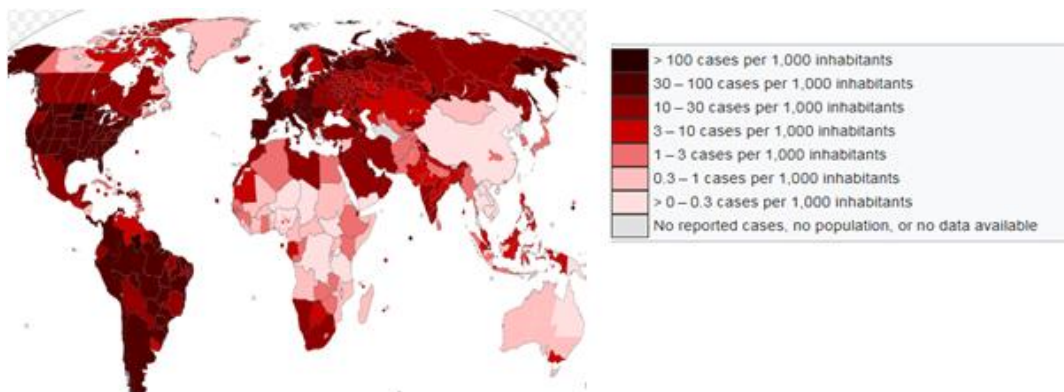 > 100 cases per 1,000 inhabitants
30 – 100 cases per 1,000 inhabitants
10 – 30 cases per 1,000 inhabitants
3 – 10 cases per 1,000 inhabitants
1 – 3 cases per 1,000 inhabitants
0.3 – 1 cases per 1,000 inhabitants
> 0 – 0.3 cases per 1,000 inhabitants
No reported cases, no population, or no data available